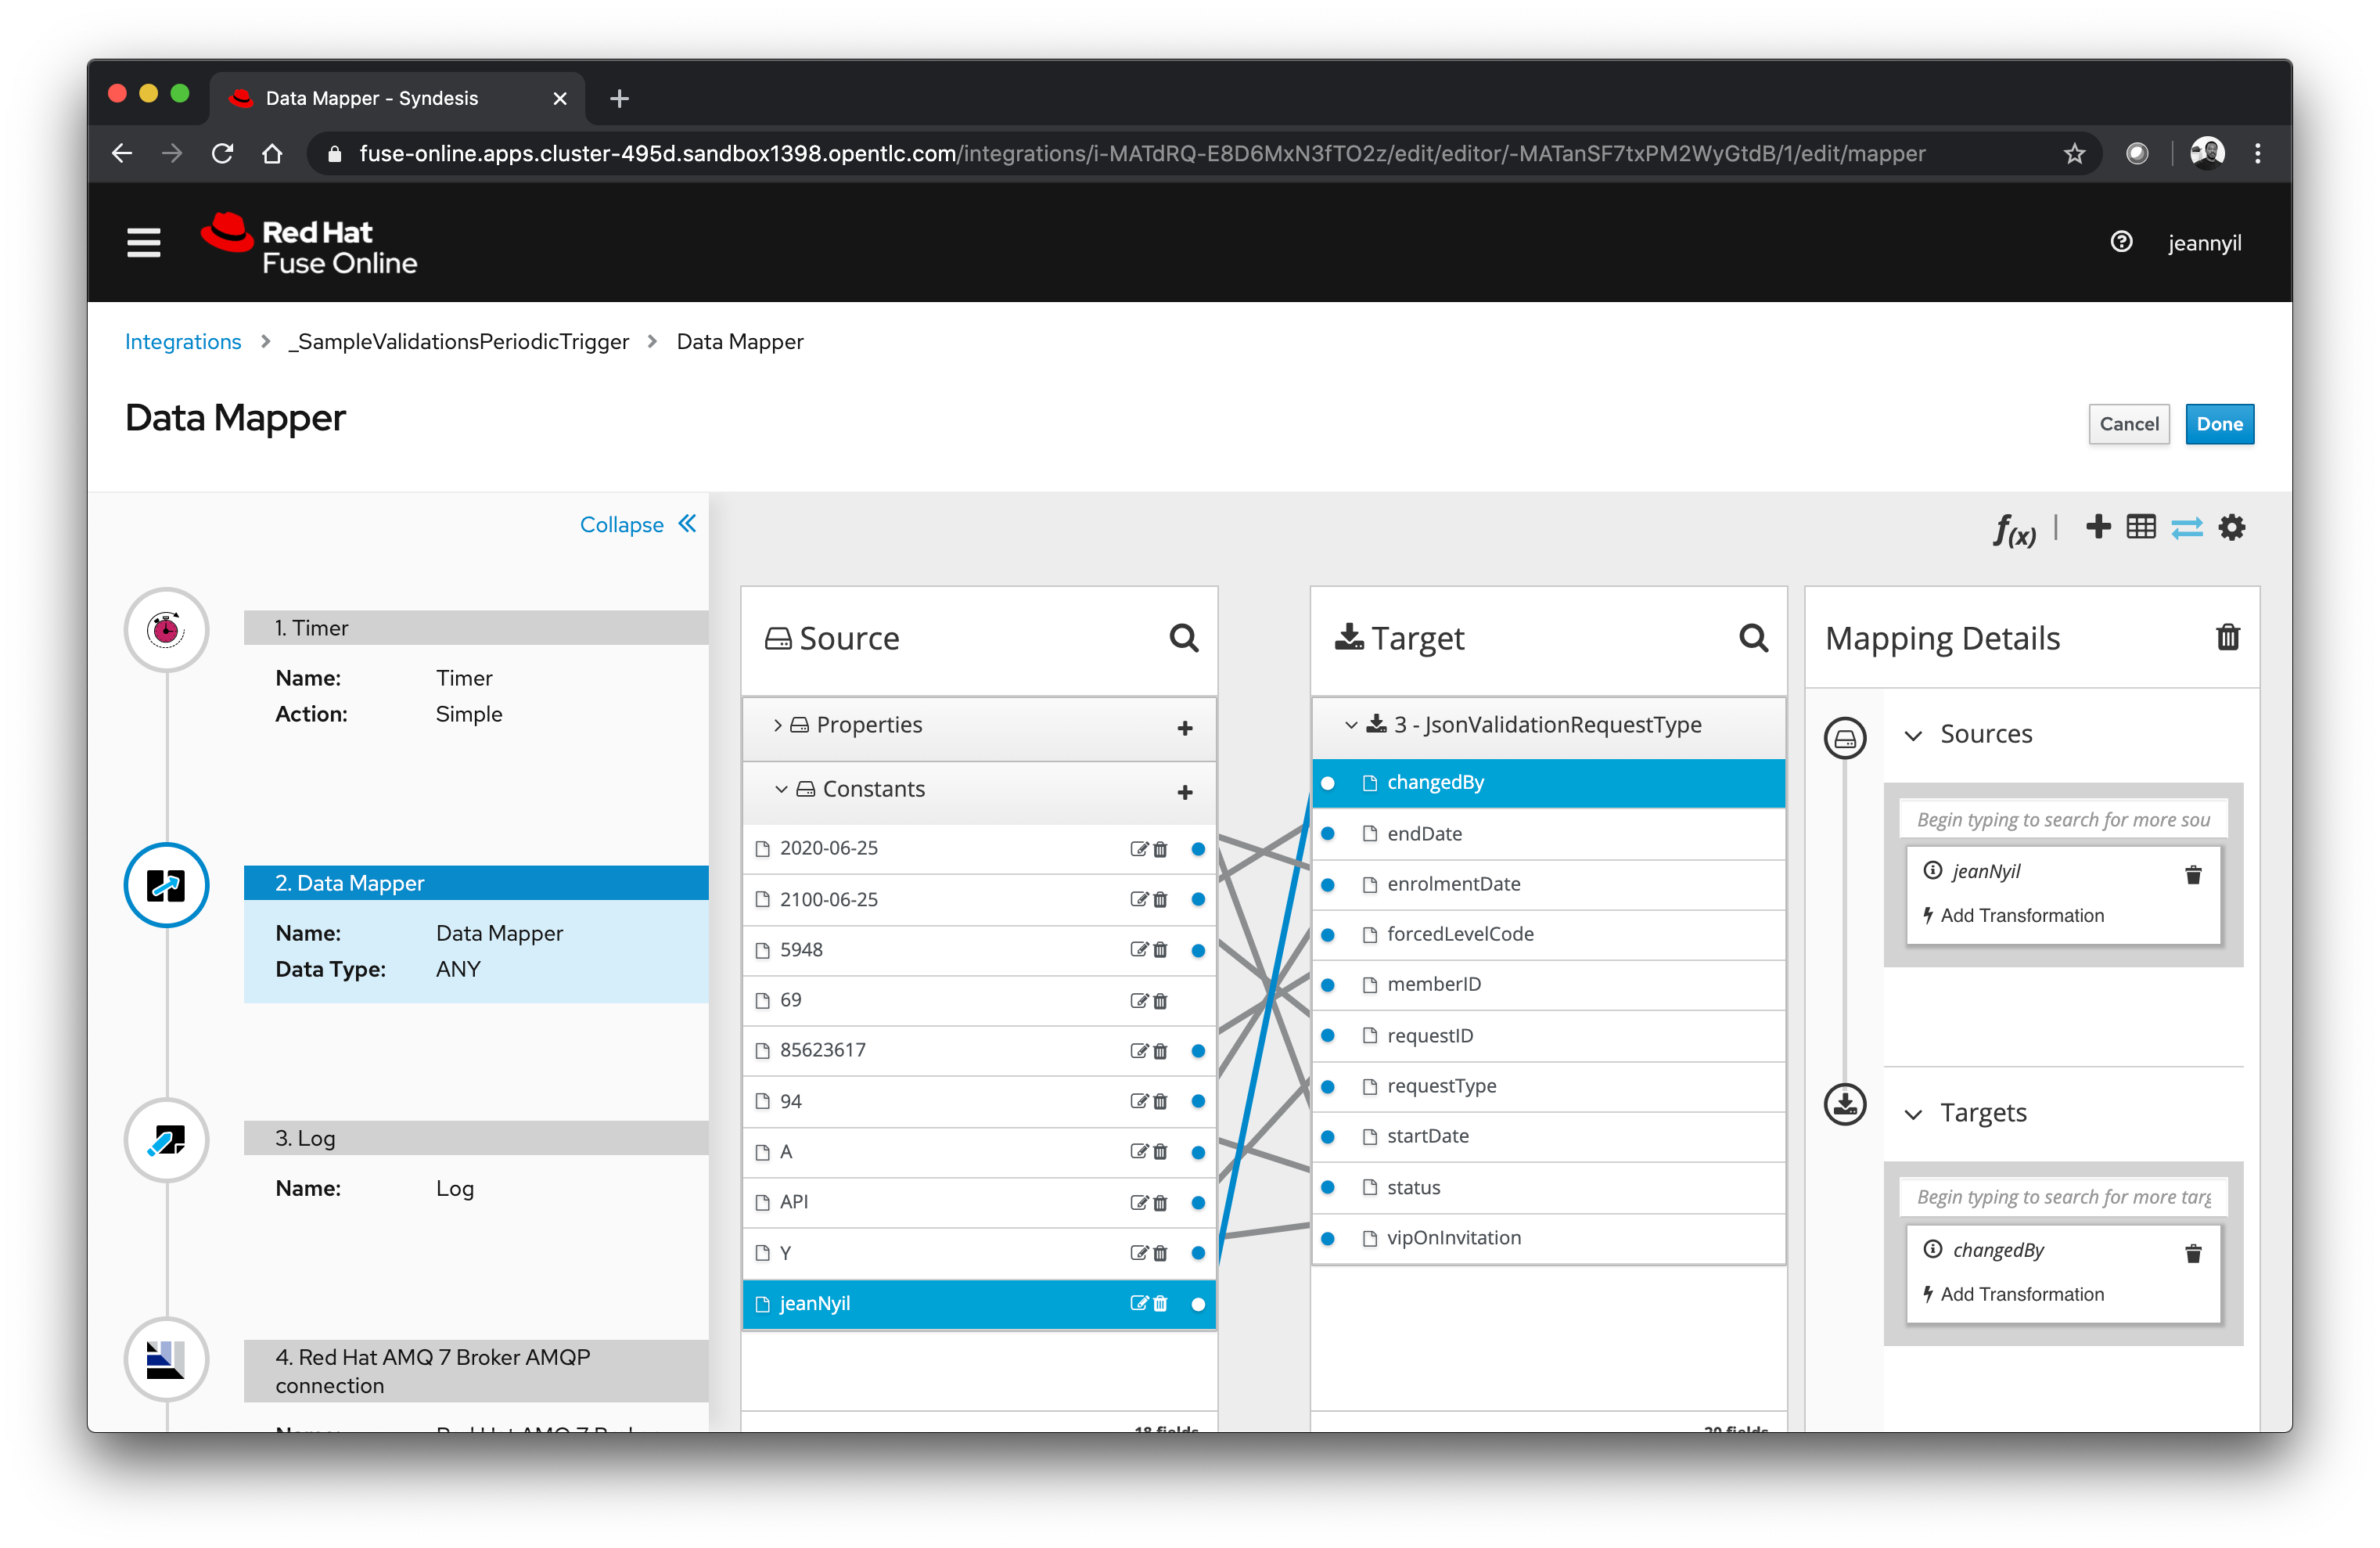 Data Mapper - Syndesis
fuse-online.apps.cluster-495d.sandbox1398.opentlc.com/integrations/i-MATdRQ-E8D6MxN3fTO2z/edit/editor/-MATanSF7txPM2WyGtdB/1/edit/mapper
Red Hat
Fuse Online
jeannyil
Integrations > _SampleValidationsPeriodicTrigger > Data Mapper
Data Mapper
Cancel
Done
Collapse
1. Timer
Name: Timer
Action: Simple
2. Data Mapper
Name: Data Mapper
Data Type: ANY
3. Log
Name: Log
4. Red Hat AMQ 7 Broker AMQP
connection
f(x)
Source
Properties
Constants
2020-06-25
2100-06-25
5948
69
85623617
94
A
API
Y
jeanNyil
18 fields
Target
3 - JsonValidationRequestType
changedBy
endDate
enrolmentDate
forcedLevelCode
memberID
requestID
requestType
startDate
status
vipOnInvitation
20 fields
Mapping Details
Sources
Begin typing to search for more sou
jeanNyil
Add Transformation
Targets
Begin typing to search for more targ
changedBy
Add Transformation